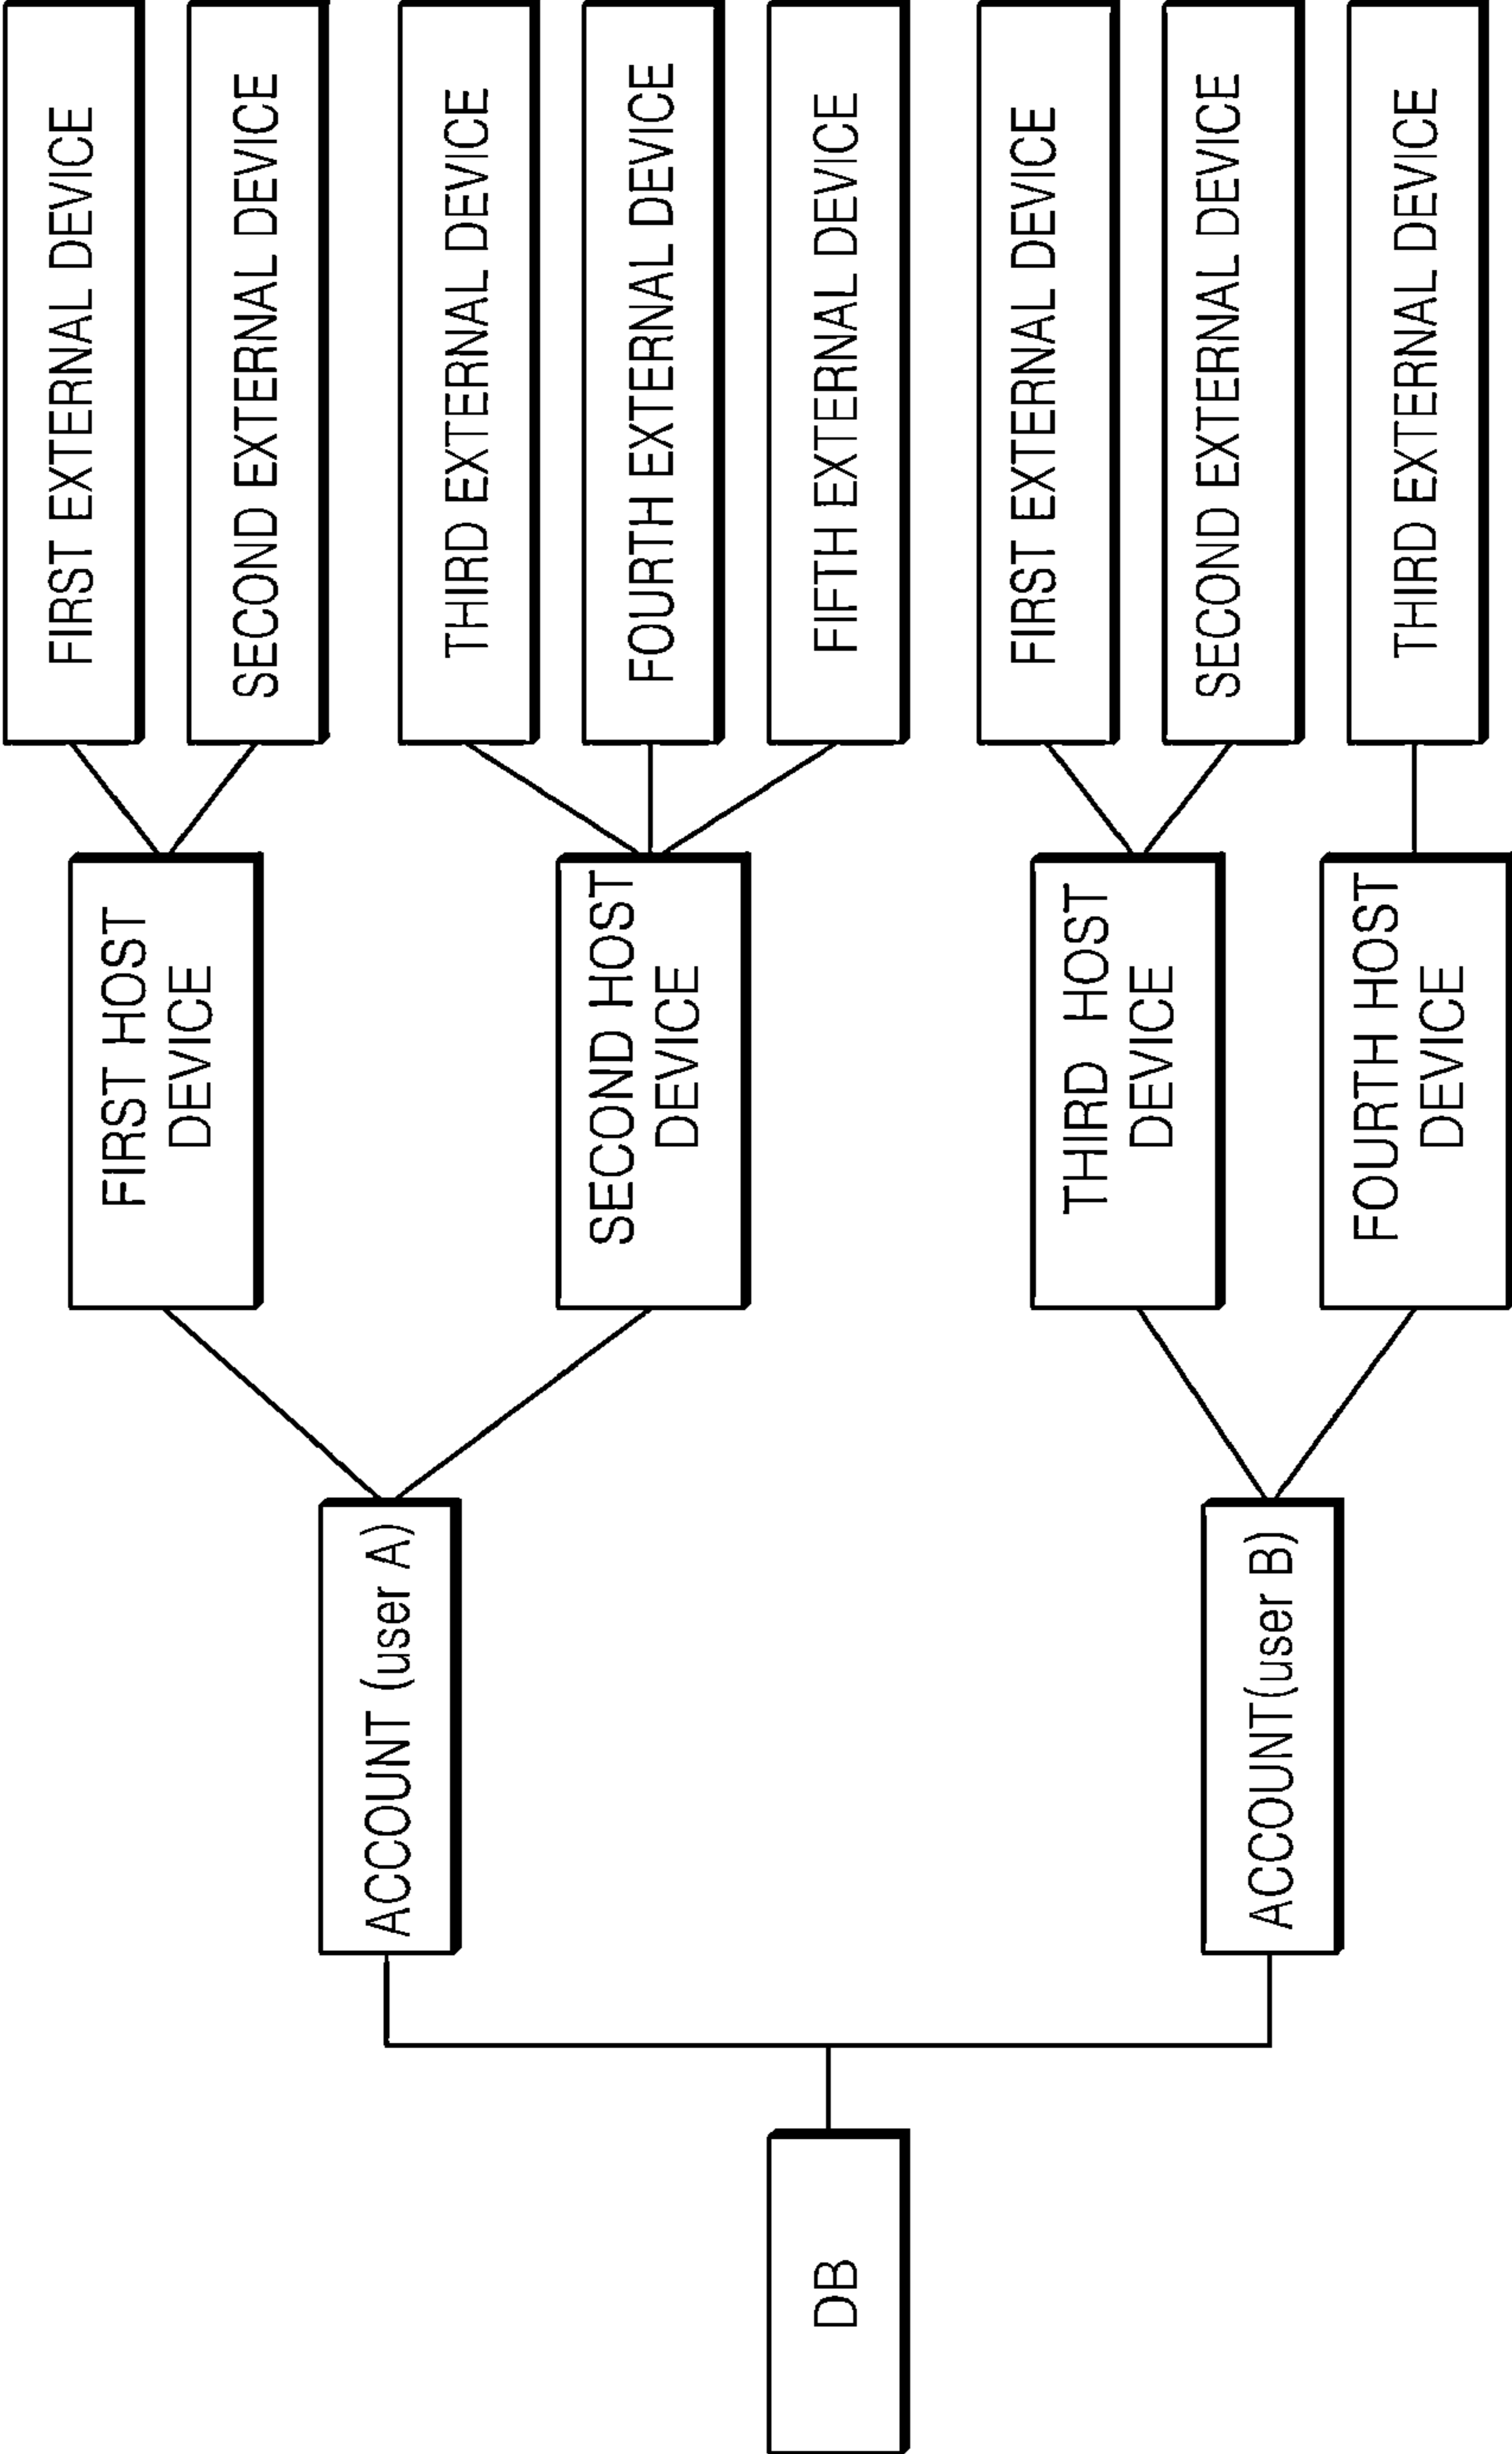 DB
ACCOUNT (user A)
ACCOUNT(user B)
FIRST HOST
DEVICE
SECOND HOST
DEVICE
THIRD HOST
DEVICE
FOURTH HOST
DEVICE
FIRST EXTERNAL DEVICE
SECOND EXTERNAL DEVICE
THIRD EXTERNAL DEVICE
FOURTH EXTERNAL DEVICE
FIFTH EXTERNAL DEVICE
FIRST EXTERNAL DEVICE
SECOND EXTERNAL DEVICE
THIRD EXTERNAL DEVICE